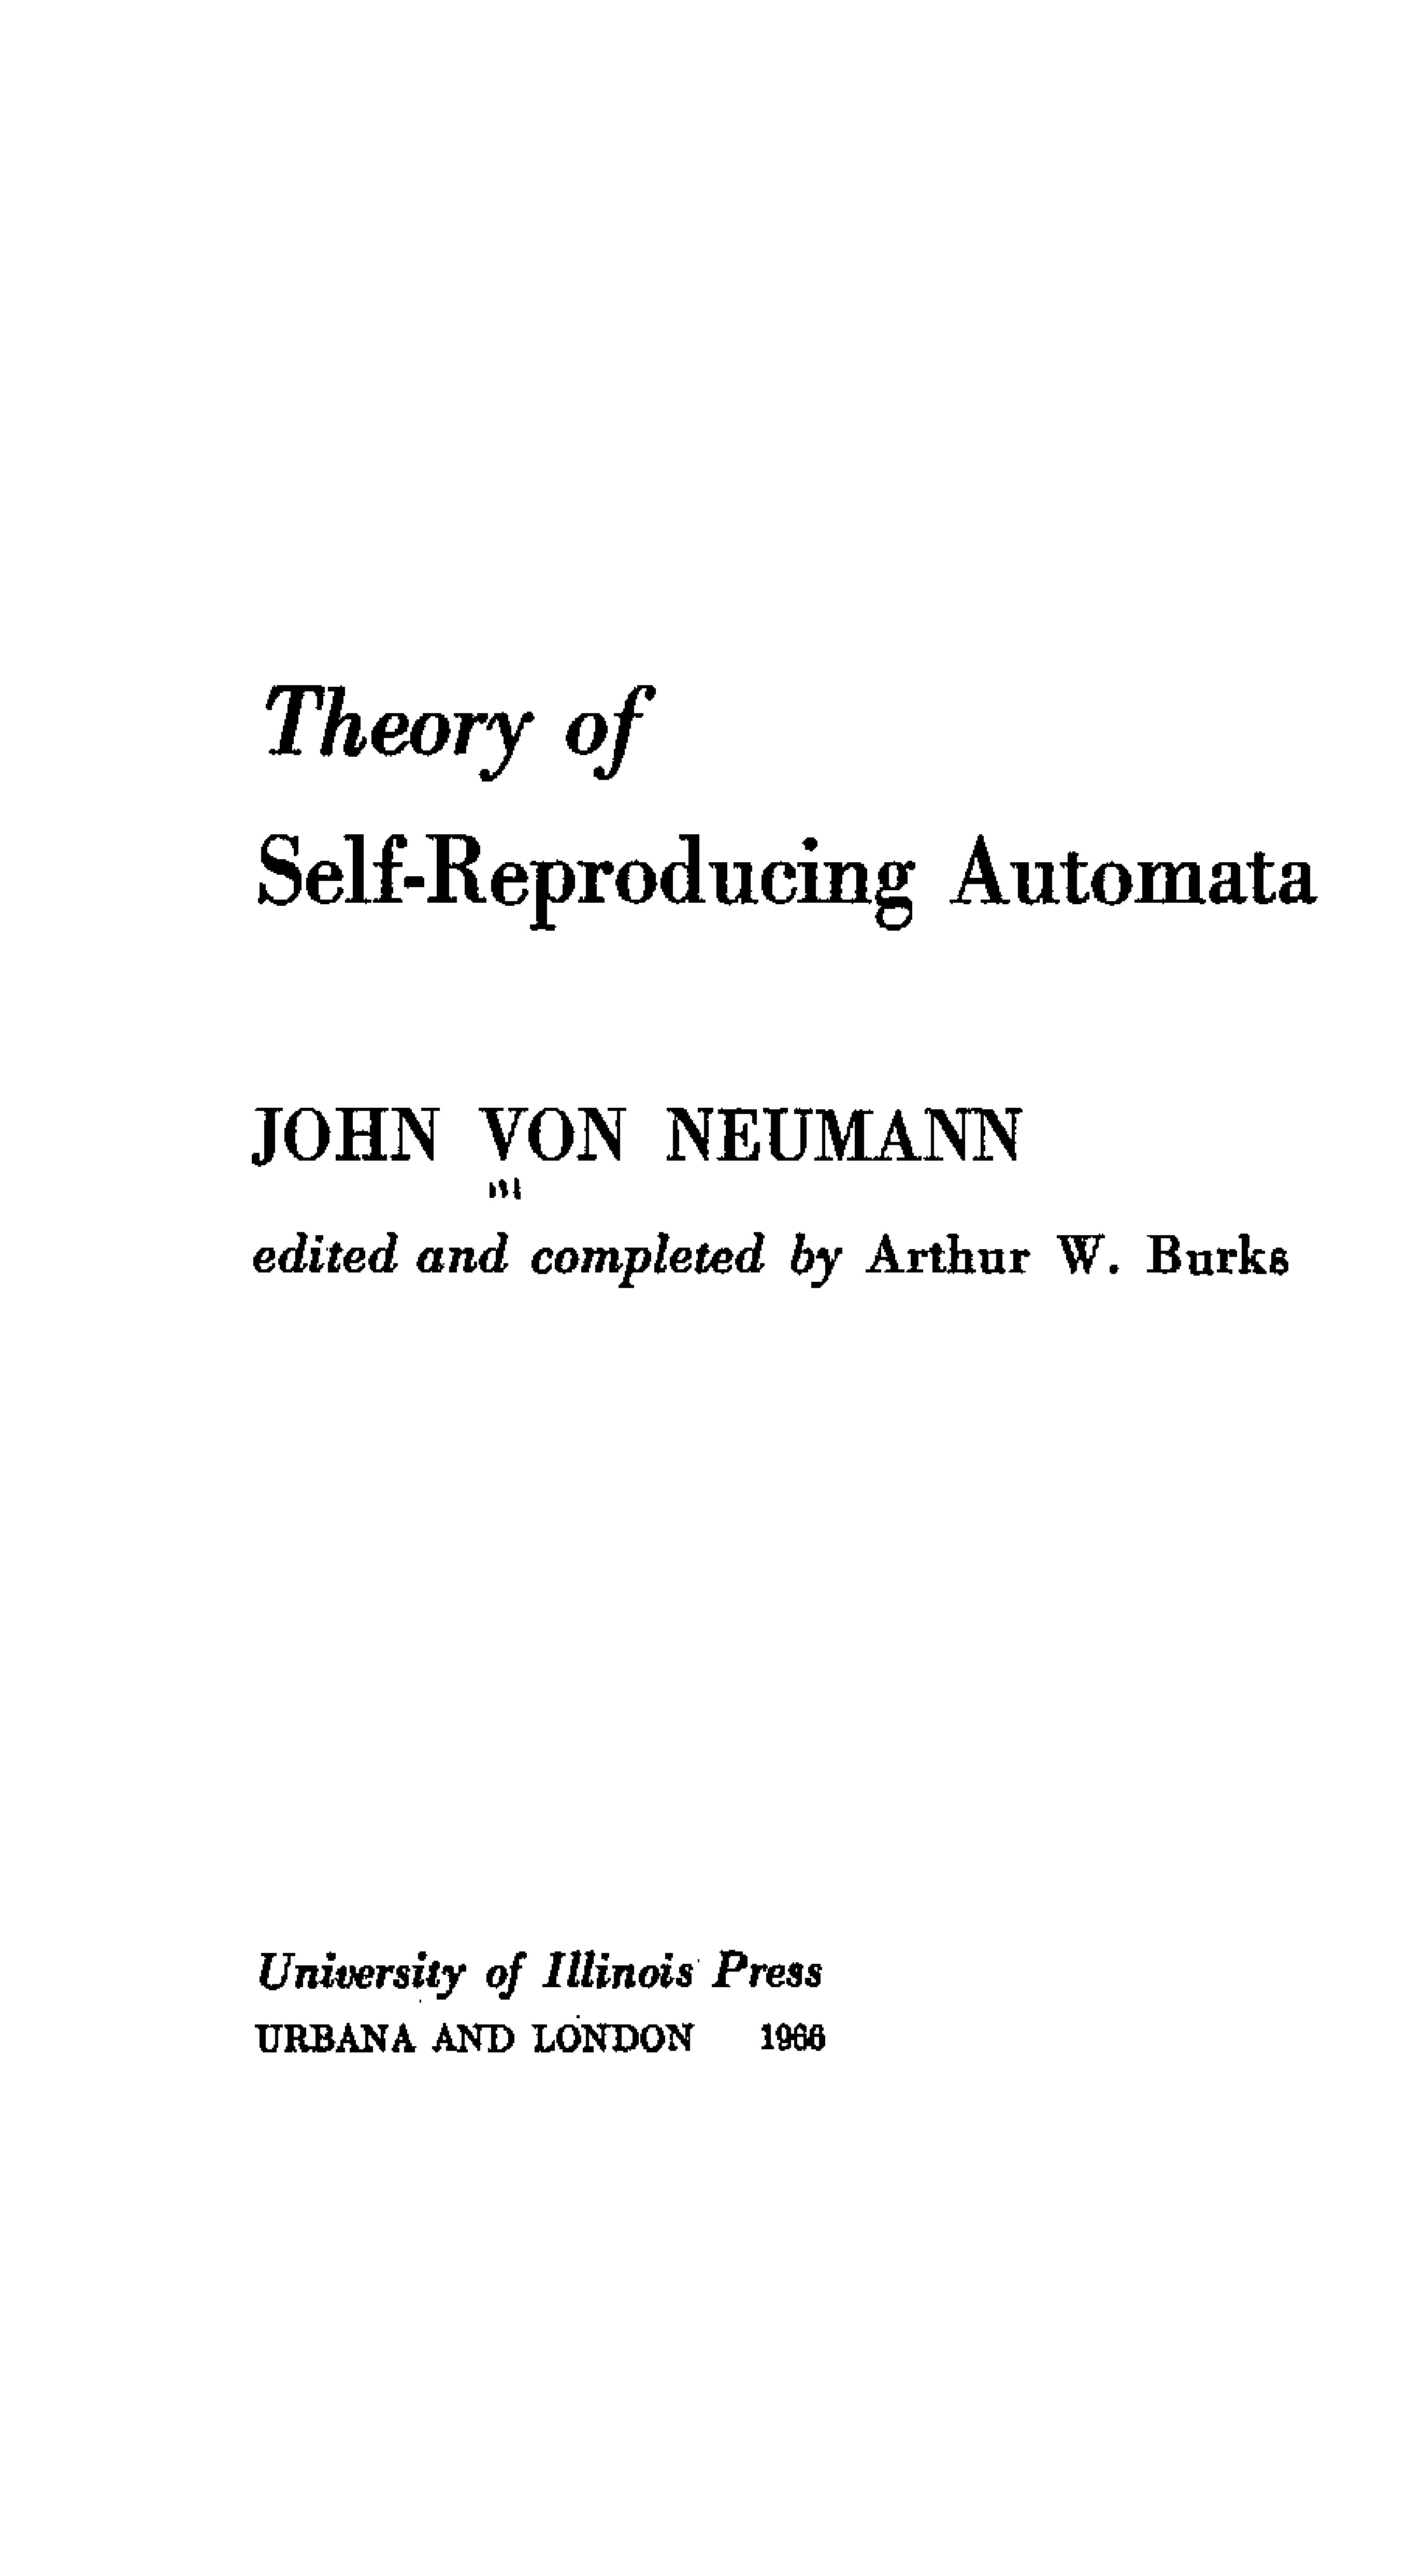 Theory of
Self-Reproducing Automata
JOHN VON NEUMANN
edited and completed by Arthur W. Burks
University of Illinois Press
URBANA AND LONDON 1966